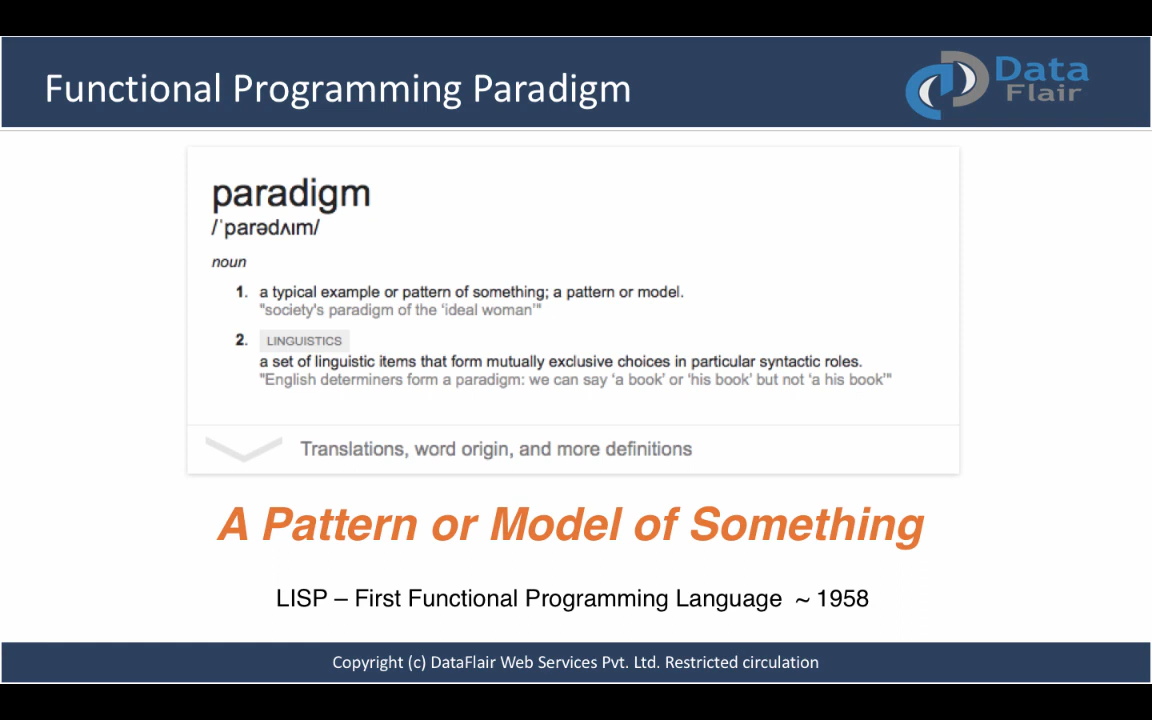 Functional Programming Paradigm
Data
Flair
paradigm
/ˈparədʌɪm/
noun
1. a typical example or pattern of something; a pattern or model.
"society's paradigm of the ‘ideal woman’"
2. LINGUISTICS
a set of linguistic items that form mutually exclusive choices in particular syntactic roles.
"English determiners form a paradigm: we can say ‘a book’ or ‘his book’ but not ‘a his book’"
Translations, word origin, and more definitions
A Pattern or Model of Something
LISP – First Functional Programming Language ~ 1958
Copyright (c) DataFlair Web Services Pvt. Ltd. Restricted circulation